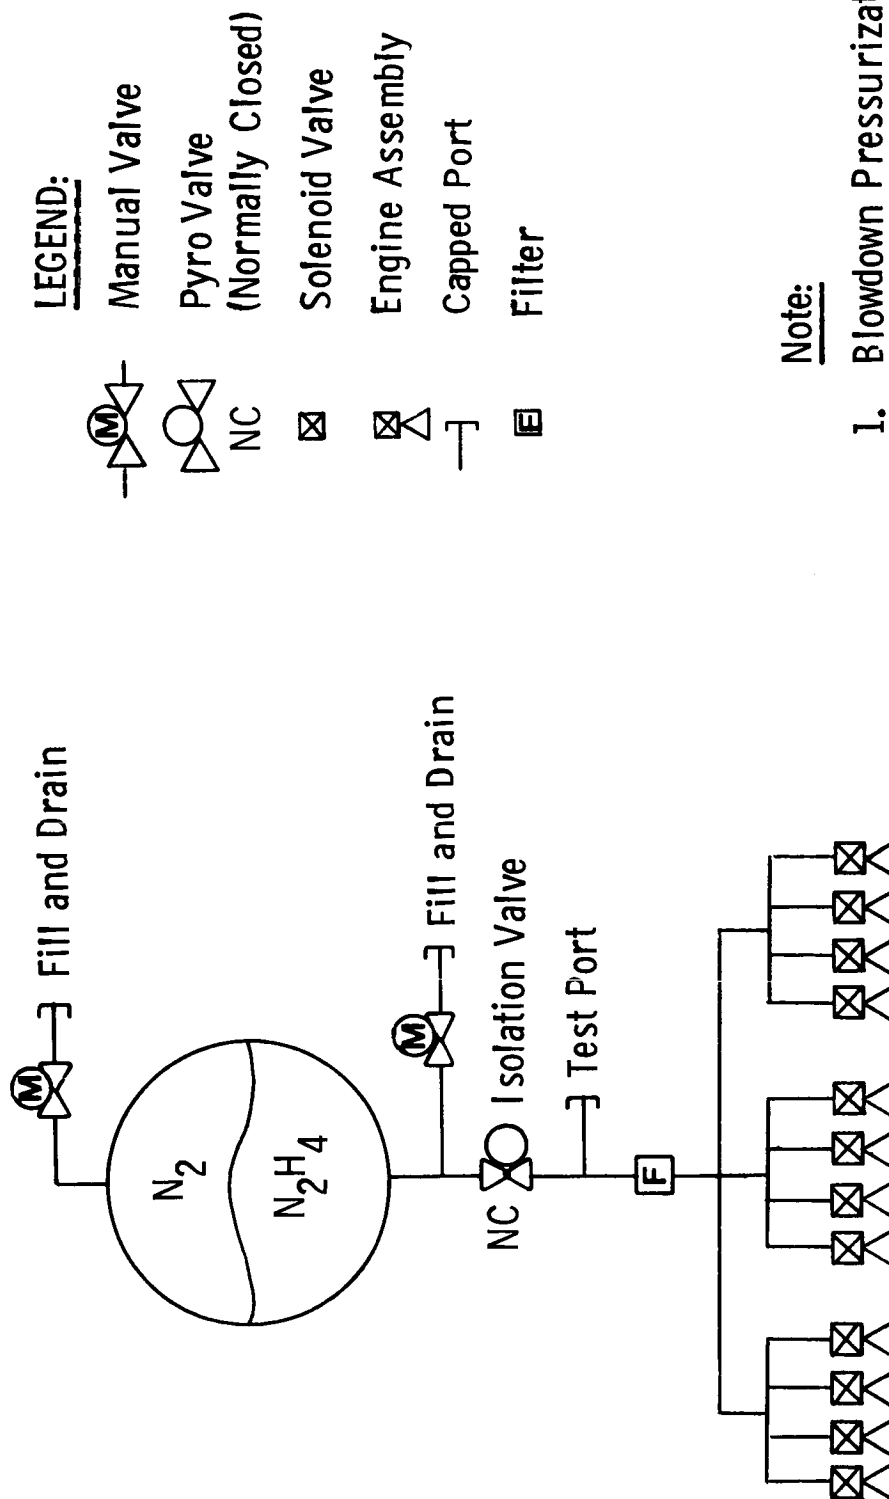 LEGEND:
M Manual Valve
Pyro Valve
NC (Normally Closed)
Solenoid Valve
Engine Assembly
Capped Port
F Filter
Note:
1. Blowdown Pressurizat
M
Fill and Drain
N2
N2H4
M
Fill and Drain
NC
Isolation Valve
Test Port
F